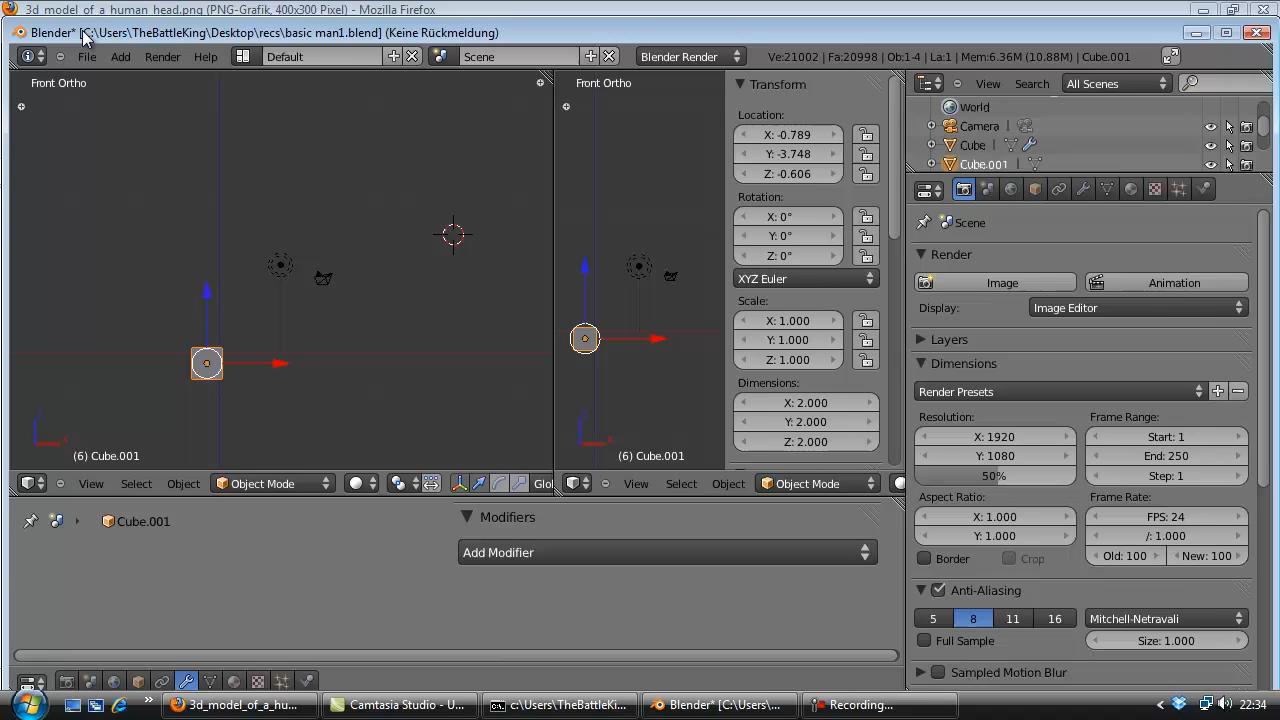 3d_model_of_a_human_head.png (PNG-Grafik, 400x300 Pixel) - Mozilla Firefox
Blender* [C:\Users\TheBattleKing\Desktop\recs\basic man1.blend] (Keine Rückmeldung)
File Add Render Help Default Scene Blender Render Ve:21002 | Fa:20998 | Ob:1-4 | La:1 | Mem:6.36M (10.88M) | Cube.001
Front Ortho Front Ortho Transform View Search All Scenes
World
Location: Camera
X: -0.789 Cube
Y: -3.748 Cube.001
Z: -0.606
Rotation:
X: 0° Scene
Y: 0°
Z: 0° Render
XYZ Euler Image Animation
Scale: Display: Image Editor
X: 1.000
Y: 1.000 Layers
Z: 1.000 Dimensions
Dimensions: Render Presets
X: 2.000 Resolution: Frame Range:
Y: 2.000 X: 1920 Start: 1
Z: 2.000 Y: 1080 End: 250
(6) Cube.001 (6) Cube.001 50% Step: 1
View Select Object Object Mode Glo View Select Object Object Mode
Aspect Ratio: Frame Rate:
Cube.001 Modifiers X: 1.000 FPS: 24
Y: 1.000 /: 1.000
Add Modifier Border Crop Old: 100 New: 100
Anti-Aliasing
5 8 11 16 Mitchell-Netravali
Full Sample Size: 1.000
Sampled Motion Blur
3d_model_of_a_hu... Camtasia Studio - U... c:\Users\TheBattleKi... Blender* [C:\Users\... Recording... 22:34